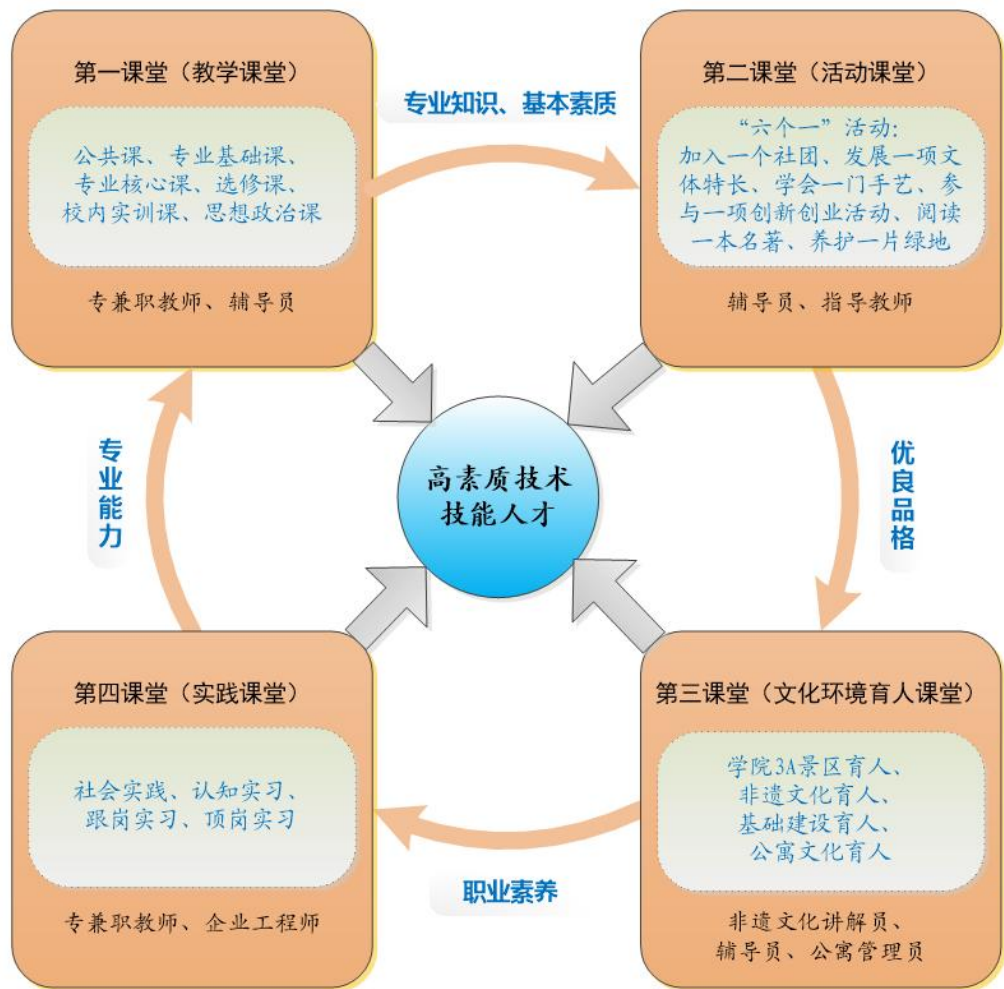 第一课堂（教学课堂）
公共课、专业基础课、
专业核心课、选修课、
校内实训课、思想政治课
专兼职教师、辅导员
专业知识、基本素质
第二课堂（活动课堂）
“六个一”活动：
加入一个社团、发展一项文
体特长、学会一门手艺、参
与一项创新创业活动、阅读
一本名著、养护一片绿地
辅导员、指导教师
专业能力
高素质技术
技能人才
优良品格
第四课堂（实践课堂）
社会实践、认知实习、
跟岗实习、顶岗实习
专兼职教师、企业工程师
职业素养
第三课堂（文化环境育人课堂）
学院3A景区育人、
非遗文化育人、
基础建设育人、
公寓文化育人
非遗文化讲解员、
辅导员、公寓管理员